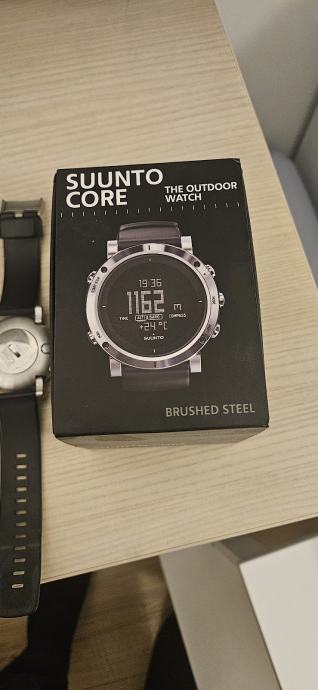 SUUNTO
CORE
THE OUTDOOR
WATCH
19:36
1162 m
TIME ALTI & BARO COMPASS
+24 °C
SUUNTO
BRUSHED STEEL